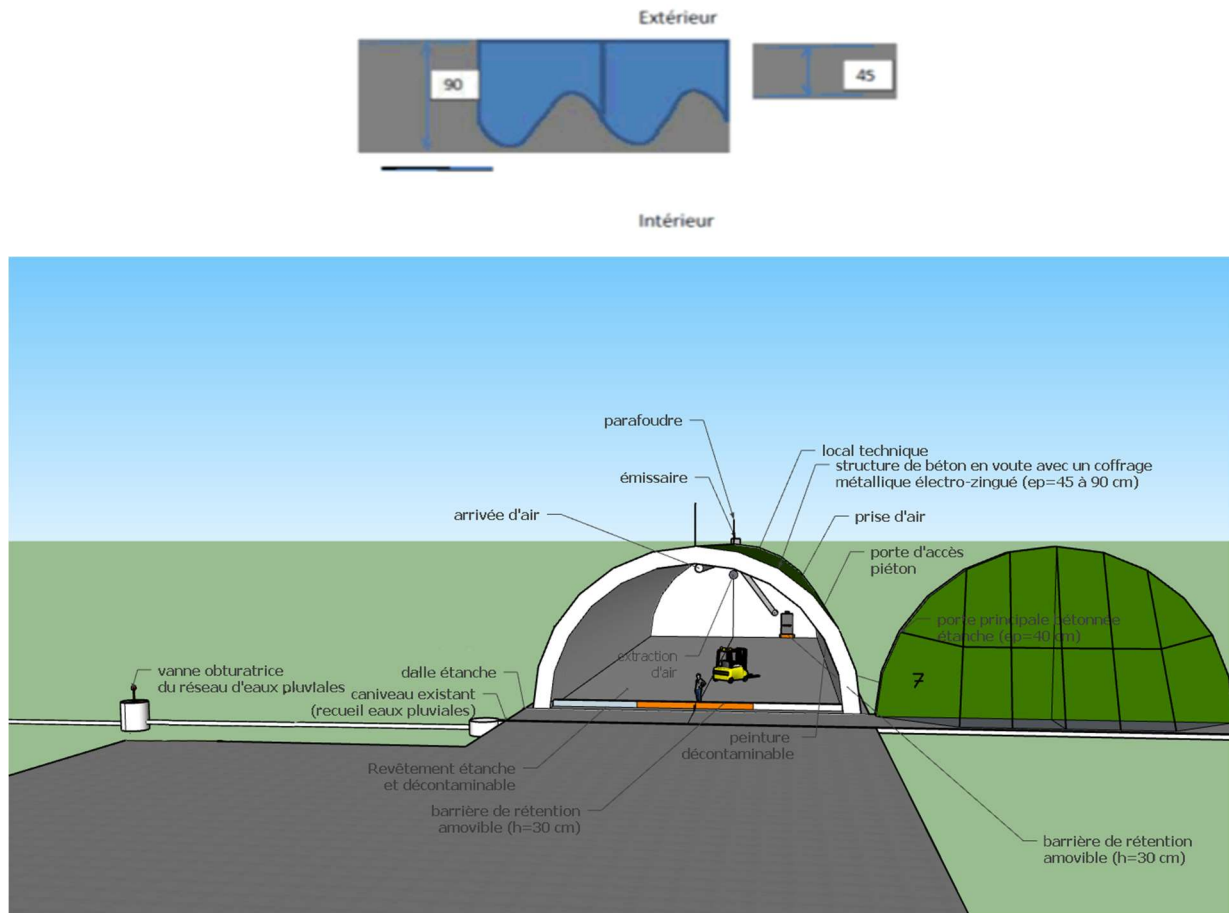 Extérieur
90
45
Intérieur
parafoudre
local technique
structure de béton en voute avec un coffrage
métallique électro-zingué (ep=45 à 90 cm)
émissaire
arrivée d'air
prise d'air
porte d'accès
piéton
porte principale bétonnée
étanche (ep=40 cm)
extraction
d'air
7
vanne obturatrice
du réseau d'eaux pluviales
dalle étanche
caniveau existant
(recueil eaux pluviales)
peinture
décontaminable
Revêtement étanche
et décontaminable
barrière de rétention
amovible (h=30 cm)
barrière de rétention
amovible (h=30 cm)